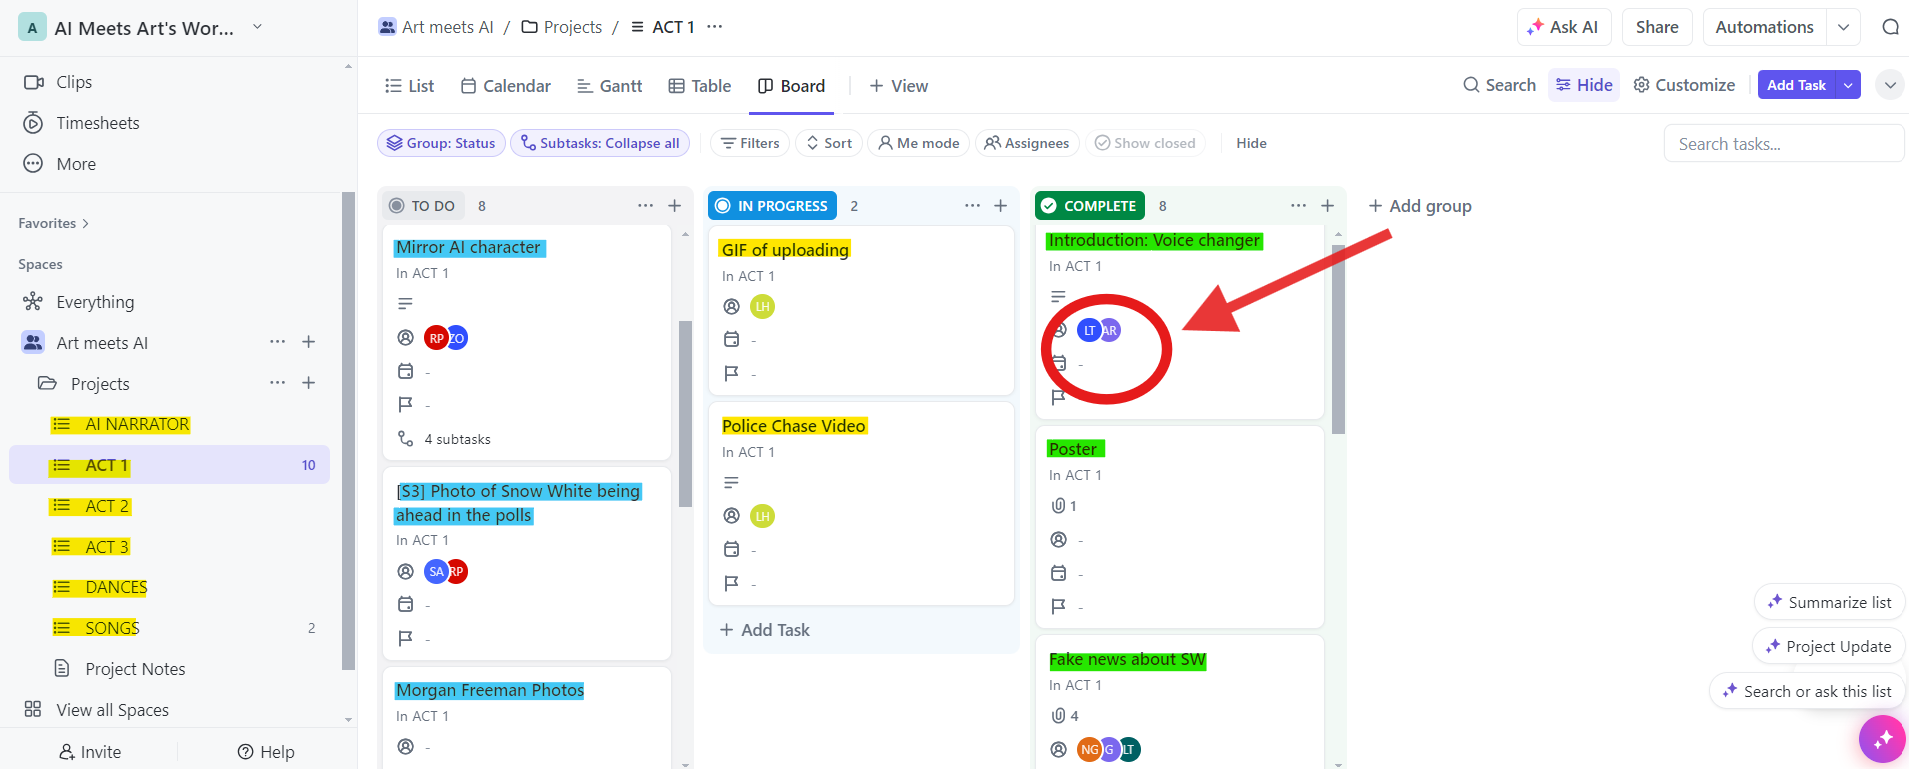 A AI Meets Art's Wor...
Clips
Timesheets
More
Favorites
Spaces
Everything
Art meets AI
Projects
AI NARRATOR
ACT 1 10
ACT 2
ACT 3
DANCES
SONGS 2
Project Notes
View all Spaces
Invite Help
Art meets AI / Projects / ACT 1 ...
Ask AI Share Automations
List Calendar Gantt Table Board + View
Search Hide Customize Add Task
Group: Status Subtasks: Collapse all Filters Sort Me mode Assignees Show closed Hide
Search tasks...
TO DO 8
Mirror AI character
In ACT 1
RP ZO
-
-
4 subtasks
[S3] Photo of Snow White being
ahead in the polls
In ACT 1
SA RP
-
-
Morgan Freeman Photos
In ACT 1
-
IN PROGRESS 2
GIF of uploading
In ACT 1
LH
-
-
Police Chase Video
In ACT 1
LH
-
-
+ Add Task
COMPLETE 8
Introduction: Voice changer
In ACT 1
LT AR
-
Poster
In ACT 1
1
-
-
-
Fake news about SW
In ACT 1
4
NG G LT
+ Add group
Summarize list
Project Update
Search or ask this list